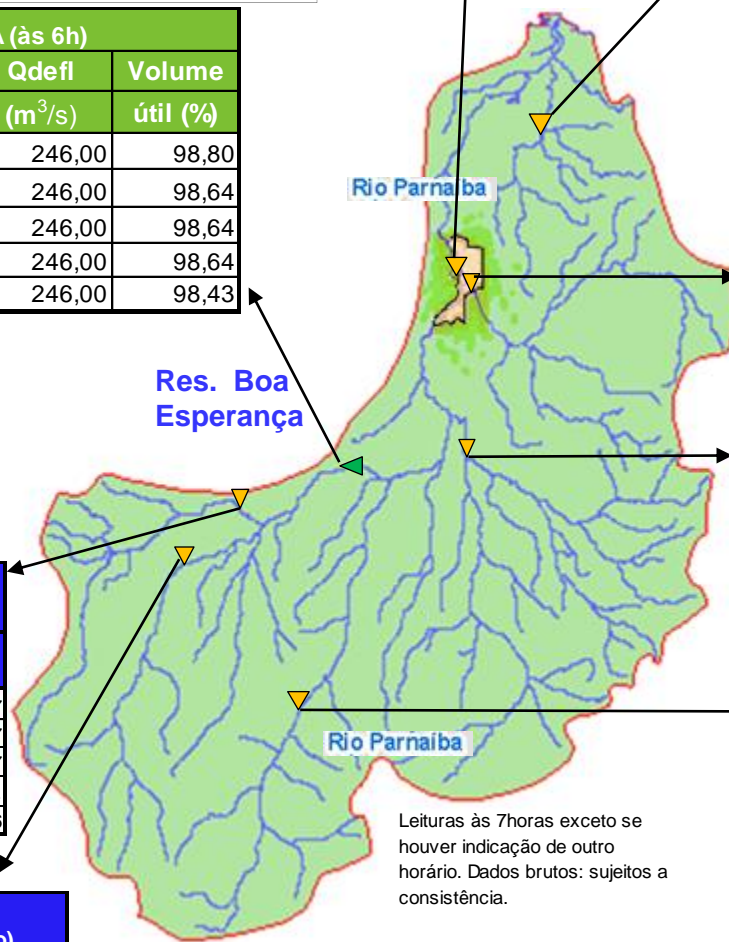 A (às 6h)
Qdefl Volume
(m³/s) útil (%)
246,00 98,80
246,00 98,64
246,00 98,64
246,00 98,64
246,00 98,43
Rio Parnaíba
Res. Boa
Esperança
Rio Parnaíba
Leituras às 7horas exceto se
houver indicação de outro
horário. Dados brutos: sujeitos a
consistência.